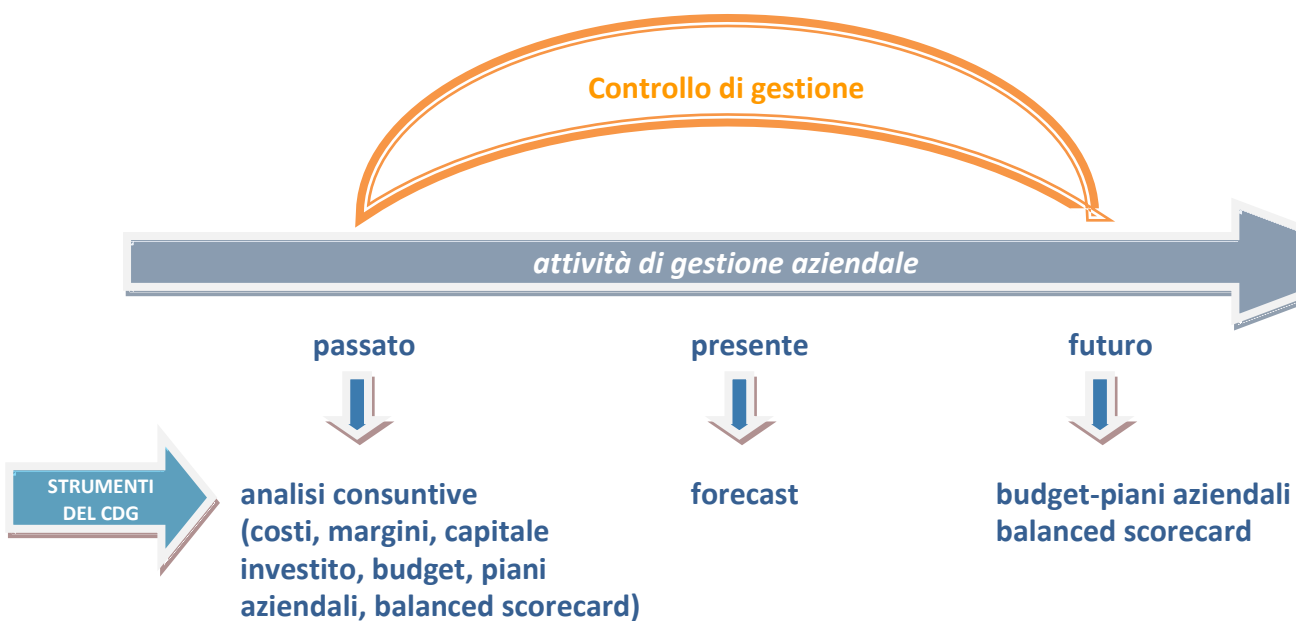 Controllo di gestione
attività di gestione aziendale
passato
presente
futuro
STRUMENTI
DEL CDG
analisi consuntive
(costi, margini, capitale
investito, budget, piani
aziendali, balanced scorecard)
forecast
budget-piani aziendali
balanced scorecard